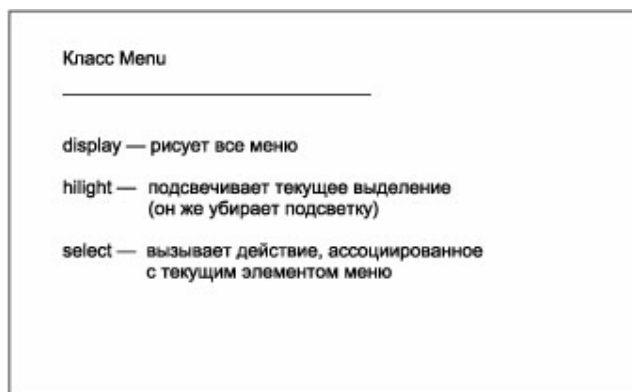 Класс Menu
display — рисует все меню
hilight — подсвечивает текущее выделение
(он же убирает подсветку)
select — вызывает действие, ассоциированное
с текущим элементом меню